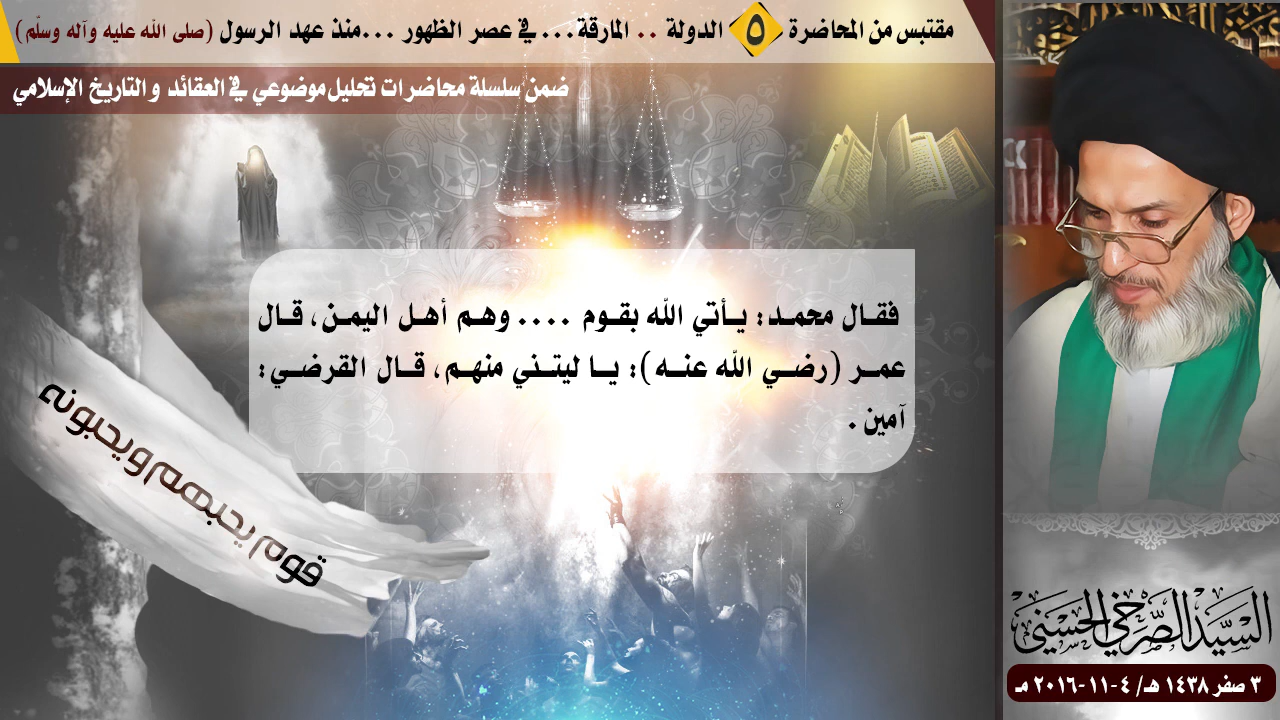 مقتبس من المحاضرة ٥ الدولة .. المارقة... في عصر الظهور ...منذ عهد الرسول (صلى الله عليه وآله وسلّم)
ضمن سلسلة محاضرات تحليل موضوعي في العقائد والتاريخ الإسلامي
فقال محمد: يأتي الله بقوم .... وهم أهل اليمن، قال
عمر (رضي الله عنه): يا ليتني منهم، قال القرضي:
آمين .
قوم يحبهم ويحبونه
السيد الصرخي الحسني
٣ صفر ١٤٣٨ هـ/ ٤-١١-٢٠١٦ مـ